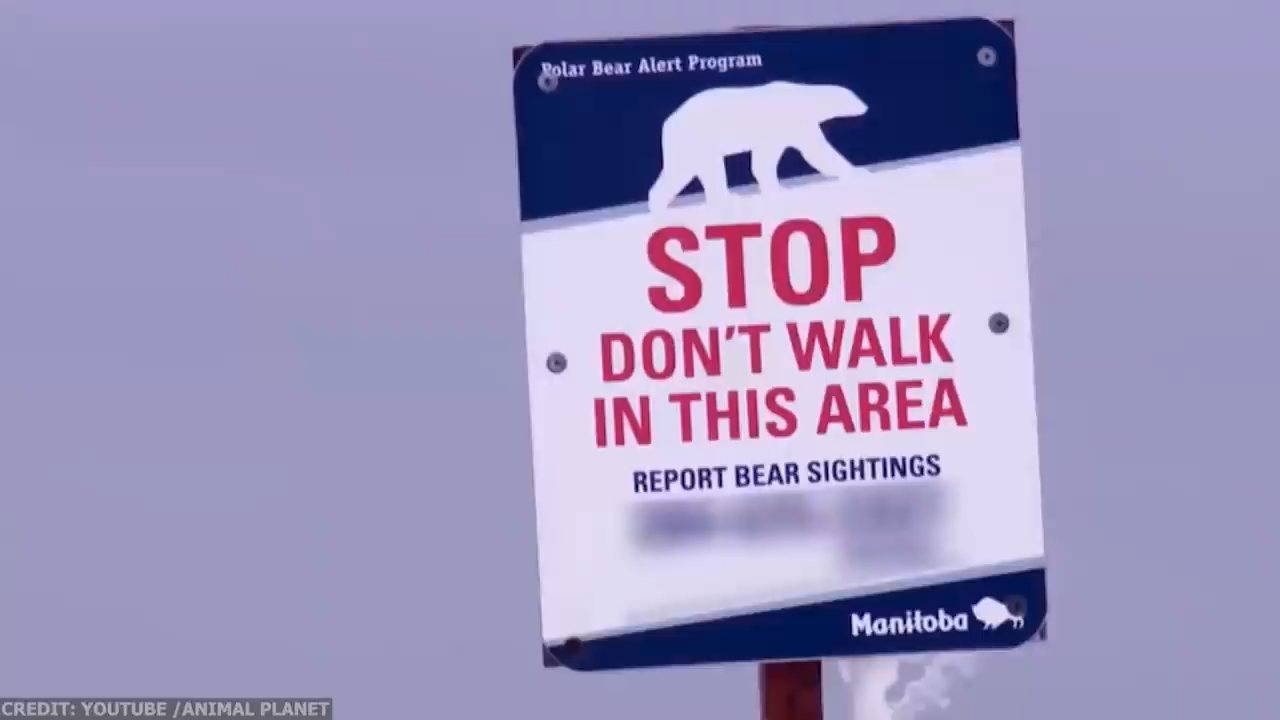 Polar Bear Alert Program
STOP
DON'T WALK
IN THIS AREA
REPORT BEAR SIGHTINGS
Manitoba
CREDIT: YOUTUBE /ANIMAL PLANET